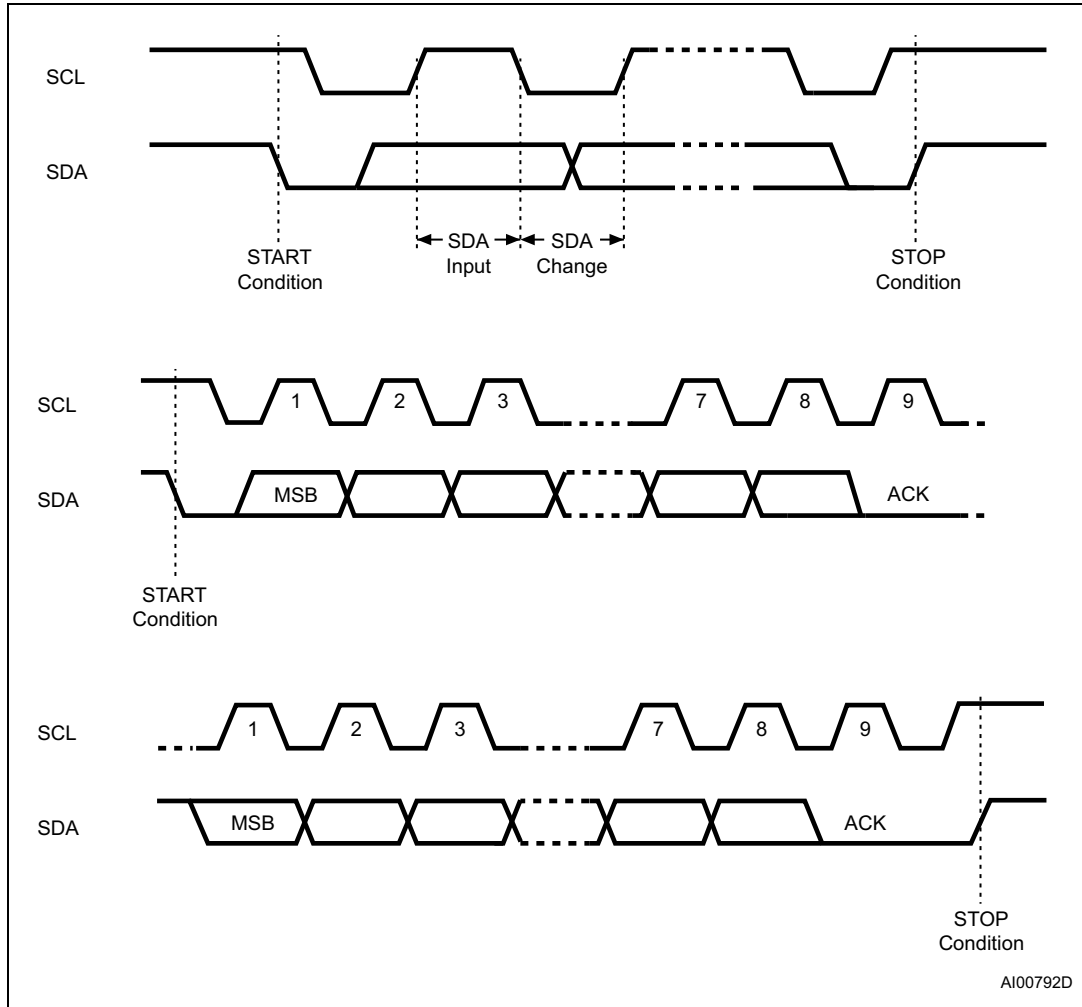 SCL
SDA
SDA
Input
SDA
Change
START
Condition
STOP
Condition
SCL
1
2
3
7
8
9
SDA
MSB
ACK
START
Condition
SCL
1
2
3
7
8
9
SDA
MSB
ACK
STOP
Condition
AI00792D